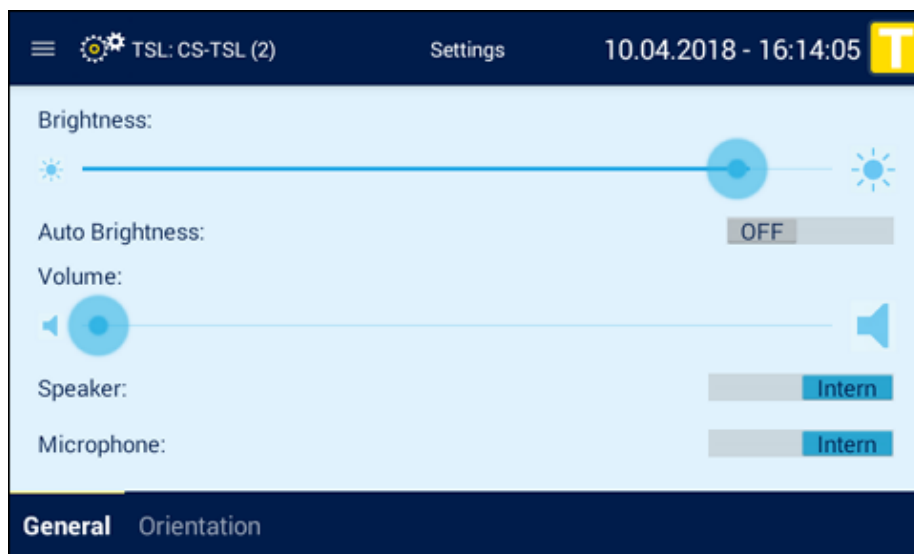 TSL: CS-TSL (2) Settings 10.04.2018 - 16:14:05 T
Brightness:
Auto Brightness: OFF
Volume:
Speaker: Intern
Microphone: Intern
General Orientation